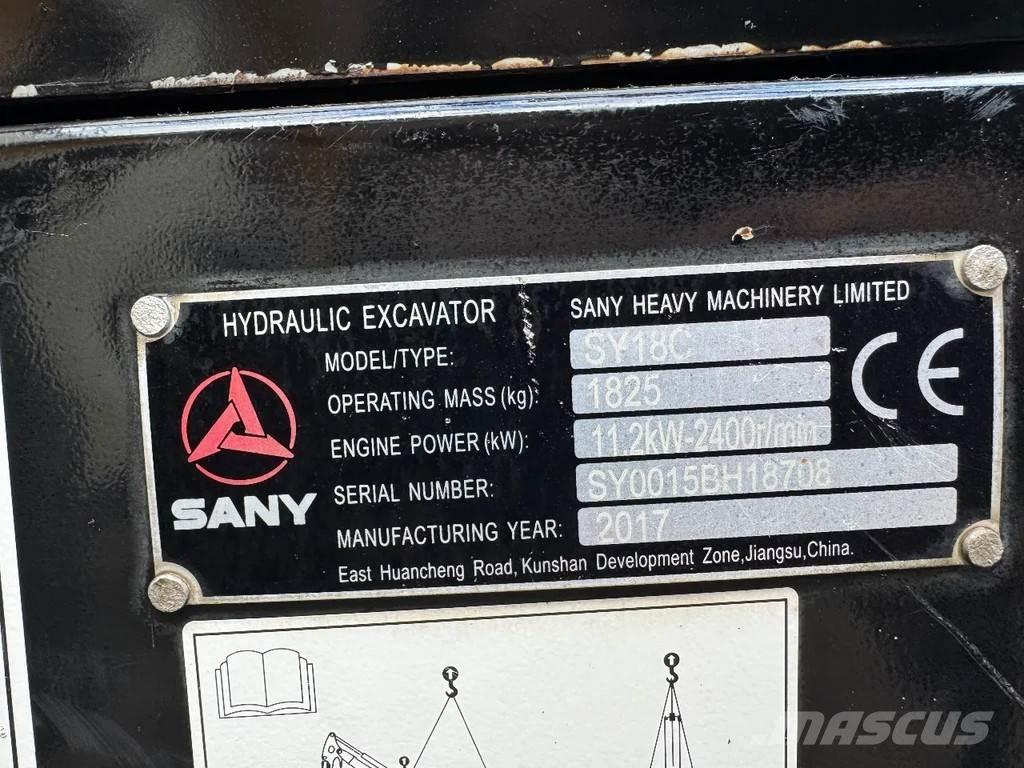 HYDRAULIC EXCAVATOR SANY HEAVY MACHINERY LIMITED
MODEL/TYPE: SY18C
OPERATING MASS (kg): 1825
ENGINE POWER (kW): 11.2kW-2400r/mm
SERIAL NUMBER: SY0015BH18708
MANUFACTURING YEAR: 2017
East Huancheng Road, Kunshan Development Zone,Jiangsu,China.
SANY
CE
MASCUS